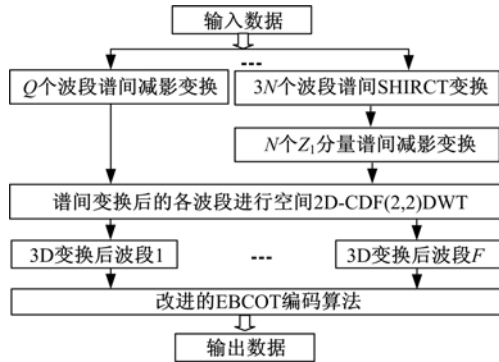 输入数据
---
Q个波段谱间减影变换
3N个波段谱间SHIRCT变换
N个Z₁分量谱间减影变换
谱间变换后的各波段进行空间2D-CDF(2,2)DWT
3D变换后波段1
---
3D变换后波段F
改进的EBCOT编码算法
输出数据